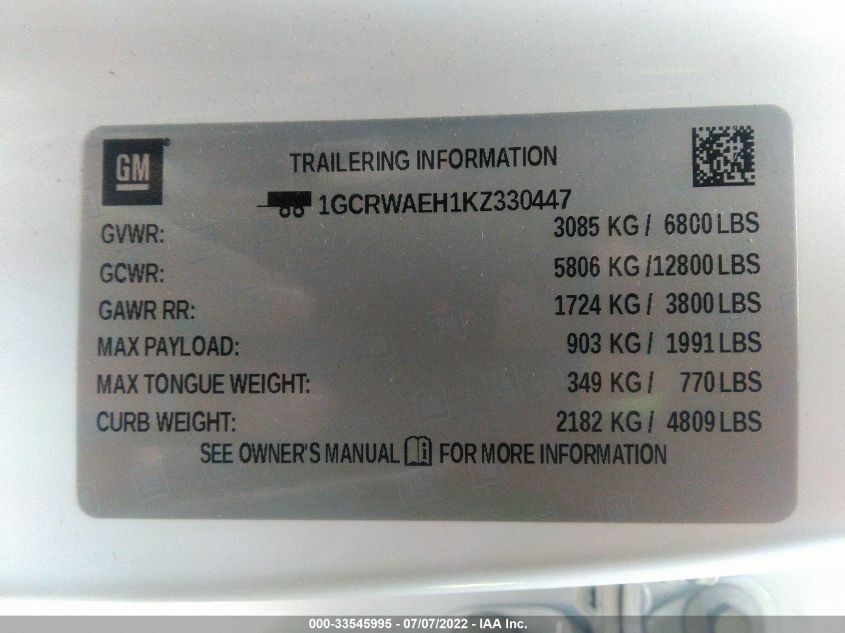 GM
TRAILERING INFORMATION
1GCRWAEH1KZ330447
GVWR: 3085 KG / 6800 LBS
GCWR: 5806 KG /12800 LBS
GAWR RR: 1724 KG / 3800 LBS
MAX PAYLOAD: 903 KG / 1991 LBS
MAX TONGUE WEIGHT: 349 KG / 770 LBS
CURB WEIGHT: 2182 KG / 4809 LBS
SEE OWNER'S MANUAL FOR MORE INFORMATION
000-33545995 - 07/07/2022 - IAA Inc.